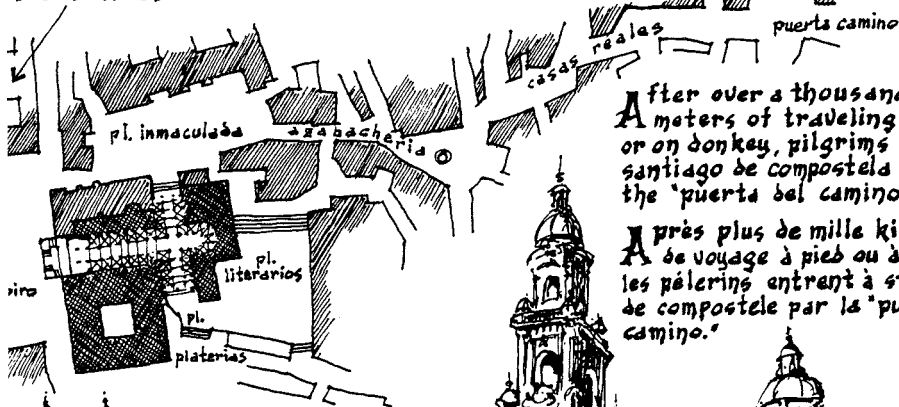 puerta camino
casas reales
pl. inmaculada
azabacheria
pl. literarios
pl. platerias
After over a thousand
meters of traveling
or on donkey, pilgrims
santiago de compostela
the "puerta del camino
Après plus de mille ki
de voyage à pied ou à
les pélerins entrent à s
de compostele par la "pu
camino."